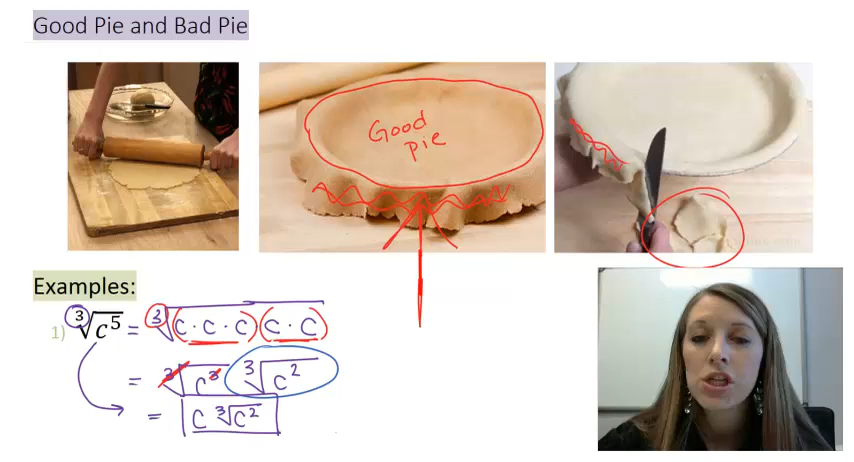 Good Pie and Bad Pie
Good
pie
Examples:
1) ∛c⁵ = ∛(c·c·c)(c·c)
= ∛c³ ∛c²
= c ∛c²